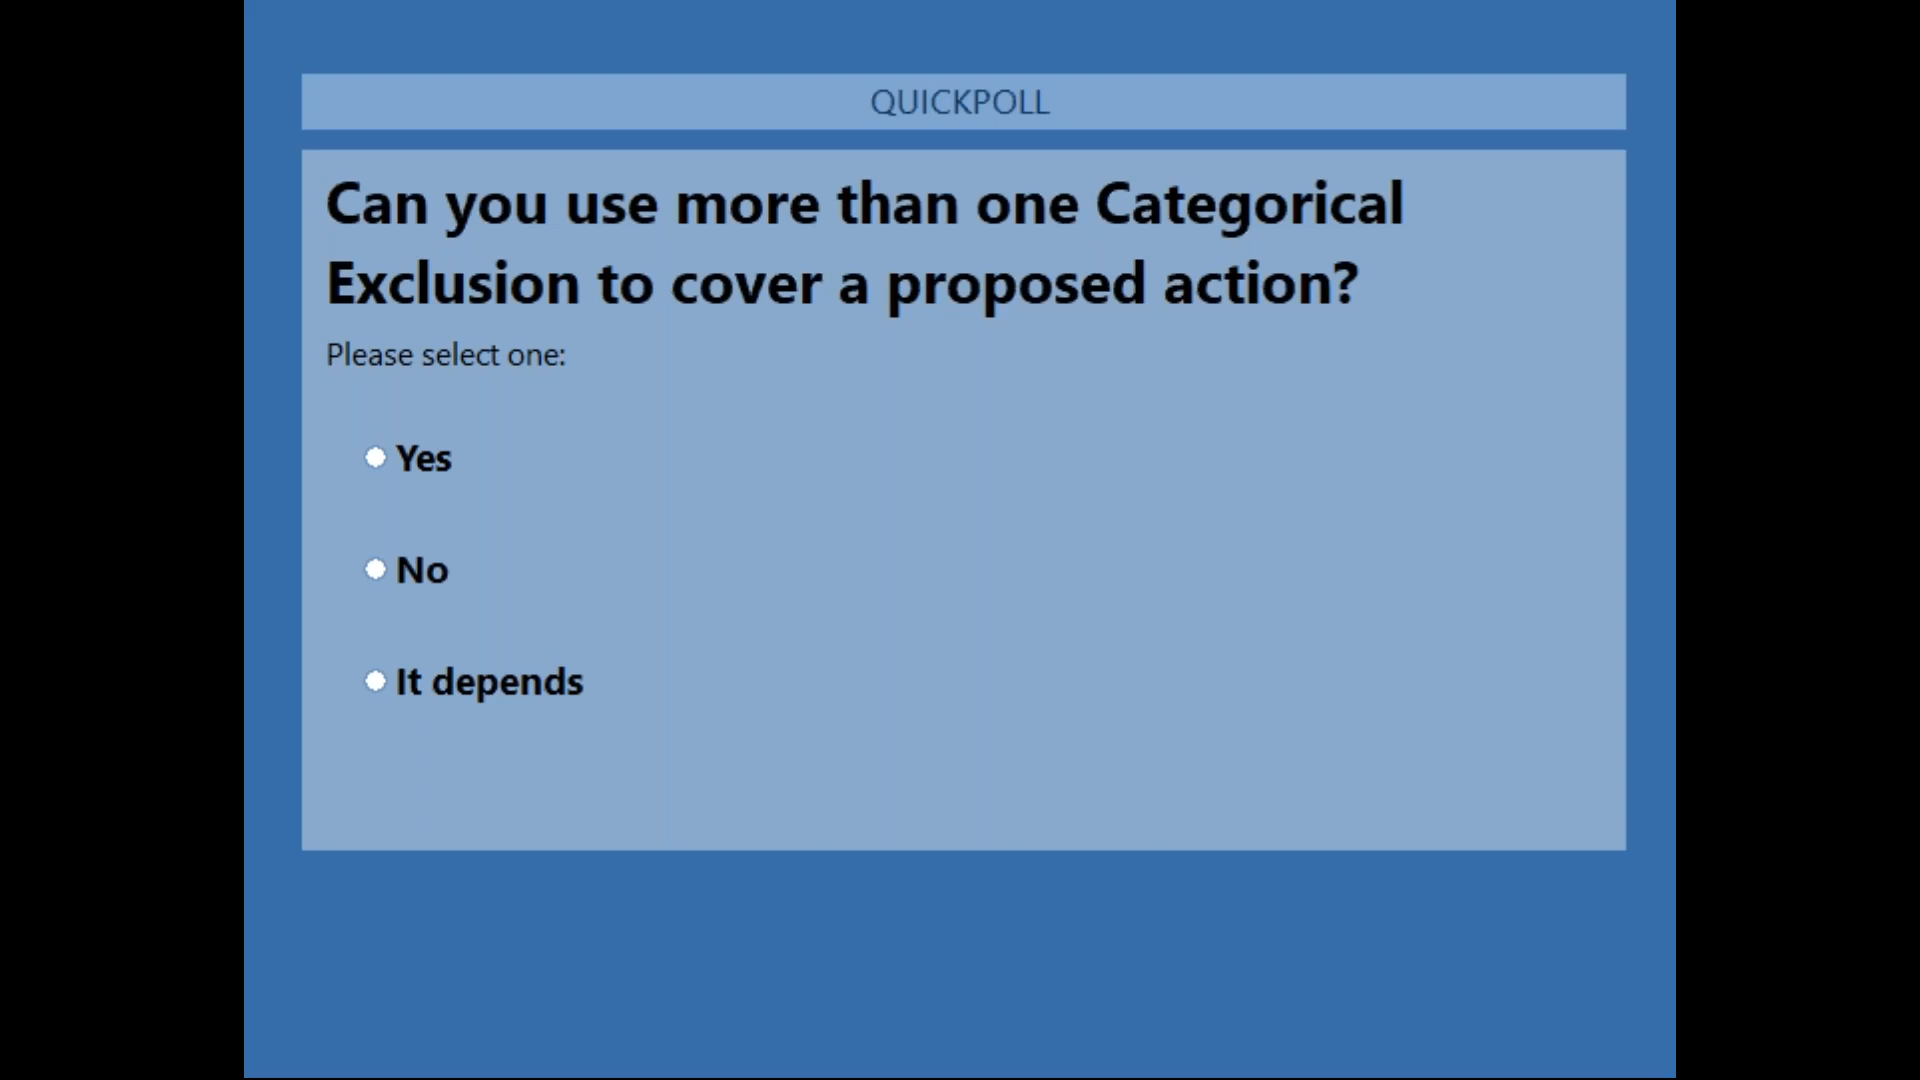 QUICKPOLL
Can you use more than one Categorical
Exclusion to cover a proposed action?
Please select one:
Yes
No
It depends